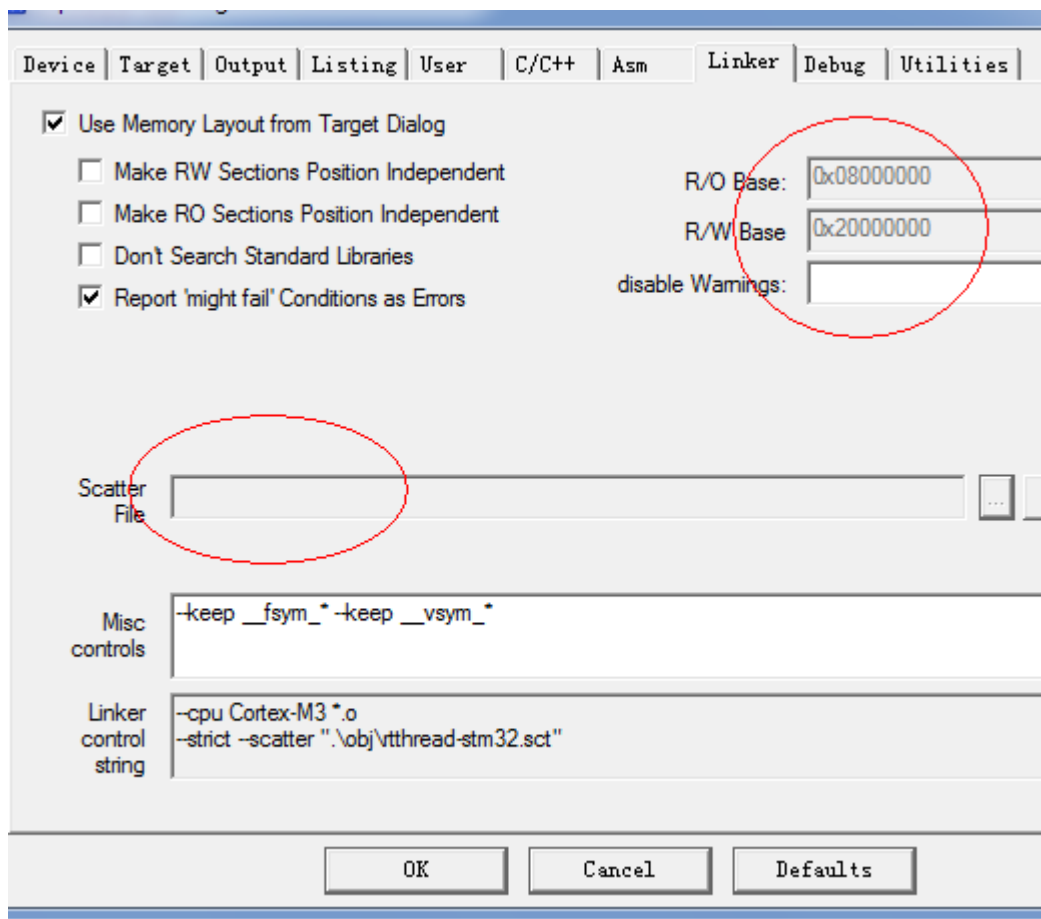 Device Target Output Listing User C/C++ Asm Linker Debug Utilities
Use Memory Layout from Target Dialog
Make RW Sections Position Independent
Make RO Sections Position Independent
Don't Search Standard Libraries
Report 'might fail' Conditions as Errors
R/O Base: 0x08000000
R/W Base 0x20000000
disable Warnings:
Scatter
File
...
Misc
controls
--keep __fsym_* --keep __vsym_*
Linker
control
string
--cpu Cortex-M3 *.o
--strict --scatter ".\obj\rtthread-stm32.sct"
OK Cancel Defaults